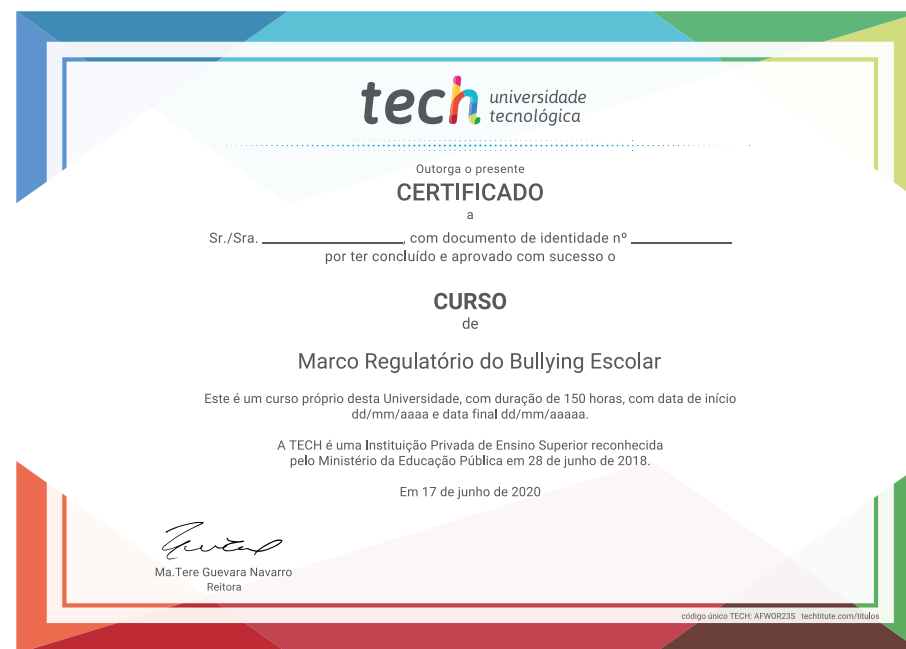 tech universidade
tecnológica
Outorga o presente
CERTIFICADO
a
Sr./Sra. ____________, com documento de identidade nº ____________
por ter concluído e aprovado com sucesso o
CURSO
de
Marco Regulatório do Bullying Escolar
Este é um curso próprio desta Universidade, com duração de 150 horas, com data de início
dd/mm/aaaa e data final dd/mm/aaaaa.
A TECH é uma Instituição Privada de Ensino Superior reconhecida
pelo Ministério da Educação Pública em 28 de junho de 2018.
Em 17 de junho de 2020
Ma.Tere Guevara Navarro
Reitora
código único TECH: AFWOR23S techtitute.com/titulos